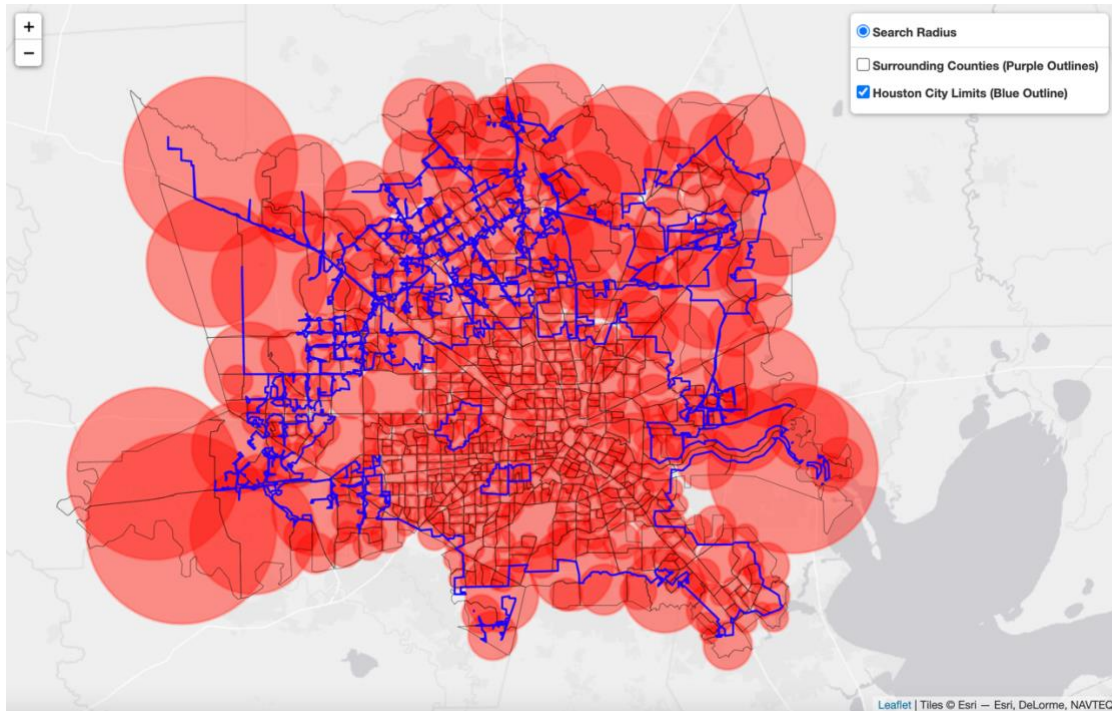 +
−
Search Radius
Surrounding Counties (Purple Outlines)
Houston City Limits (Blue Outline)
Leaflet | Tiles © Esri — Esri, DeLorme, NAVTEQ